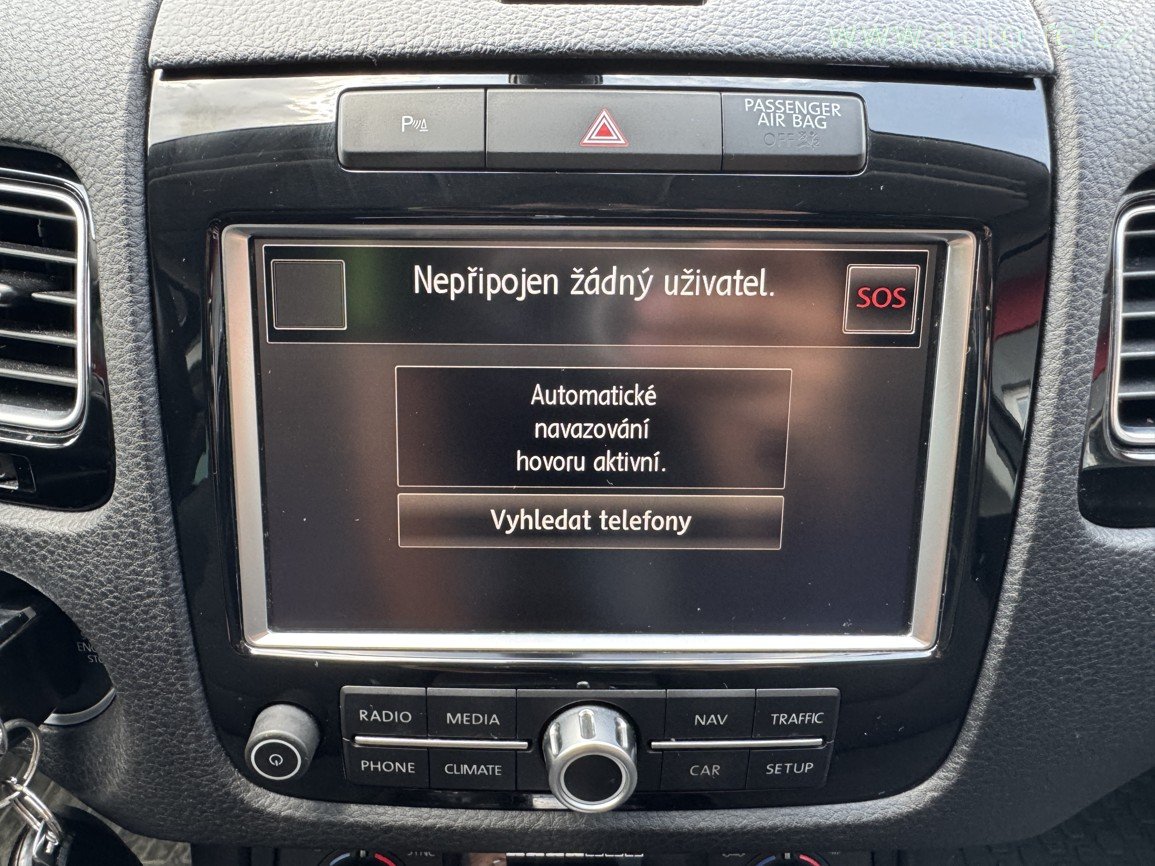 P
PASSENGER
AIR BAG
OFF
Nepřipojen žádný uživatel.
SOS
Automatické
navazování
hovoru aktivní.
Vyhledat telefony
RADIO MEDIA NAV TRAFFIC
PHONE CLIMATE CAR SETUP
SYNC